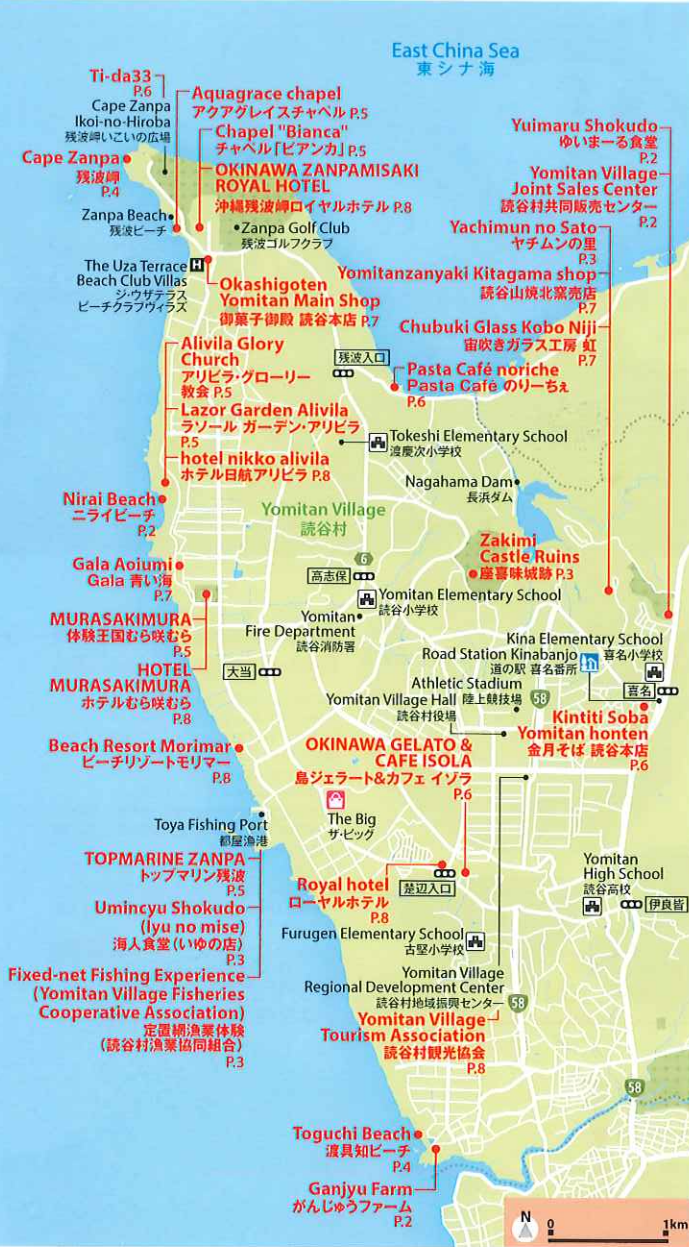 East China Sea
東シナ海
Ti-da33
P.6
Cape Zanpa
Ikoi-no-Hiroba
残波岬いこいの広場
Aquagrace chapel
アクアグレイスチャペル P.5
Chapel "Bianca"
チャペル「ビアンカ」P.5
Cape Zanpa
残波岬
P.4
OKINAWA ZANPAMISAKI
ROYAL HOTEL
沖縄残波岬ロイヤルホテル P.8
Zanpa Beach
残波ビーチ
Zanpa Golf Club
残波ゴルフクラブ
The Uza Terrace
Beach Club Villas
ジ・ウザテラス
ビーチクラブヴィラズ
H
Okashigoten
Yomitan Main Shop
御菓子御殿 読谷本店 P.7
Yuimaru Shokudo
ゆいまーる食堂
P.2
Yomitan Village
Joint Sales Center
読谷村共同販売センター
P.2
Yachimun no Sato
ヤチムンの里
P.3
Yomitanzanyaki Kitagama shop
読谷山焼北窯売店
P.7
Chubuki Glass Kobo Niji
宙吹きガラス工房 虹
P.7
Alivila Glory
Church
アリビラ・グローリー
教会 P.5
残波入口
Pasta Café noriche
Pasta Café のりーちぇ
P.6
Lazor Garden Alivila
ラソール ガーデン・アリビラ
P.5
Tokeshi Elementary School
渡慶次小学校
hotel nikko alivila
ホテル日航アリビラ P.8
Nagahama Dam
長浜ダム
Nirai Beach
ニライビーチ
P.2
Yomitan Village
読谷村
Zakimi
Castle Ruins
座喜味城跡 P.3
Gala Aoiumi
Gala 青い海
P.7
6
高志保
Yomitan Elementary School
読谷小学校
MURASAKIMURA
体験王国むら咲むら
P.5
Yomitan
Fire Department
読谷消防署
Kina Elementary School
喜名小学校
Road Station Kinabanjo
道の駅 喜名番所
HOTEL
MURASAKIMURA
ホテルむら咲むら
P.8
大当
Athletic Stadium
陸上競技場
58
喜名
Yomitan Village Hall
読谷村役場
Kintiti Soba
Yomitan honten
金月そば 読谷本店
P.6
Beach Resort Morimar
ビーチリゾートモリマー
P.8
OKINAWA GELATO &
CAFE ISOLA
島ジェラート&カフェ イゾラ
P.6
The Big
ザ・ビッグ
Toya Fishing Port
都屋漁港
TOPMARINE ZANPA
トップマリン残波
P.5
Royal hotel
ローヤルホテル
P.8
楚辺入口
Yomitan
High School
読谷高校
伊良皆
Umincyu Shokudo
(Iyu no mise)
海人食堂(いゆの店)
P.3
Furugen Elementary School
古堅小学校
Fixed-net Fishing Experience
(Yomitan Village Fisheries
Cooperative Association)
定置網漁業体験
(読谷村漁業協同組合)
P.3
Yomitan Village
Regional Development Center
読谷村地域振興センター
58
Yomitan Village
Tourism Association
読谷村観光協会
P.8
58
Toguchi Beach
渡具知ビーチ
P.4
Ganjyu Farm
がんじゅうファーム
P.2
N
0 1km